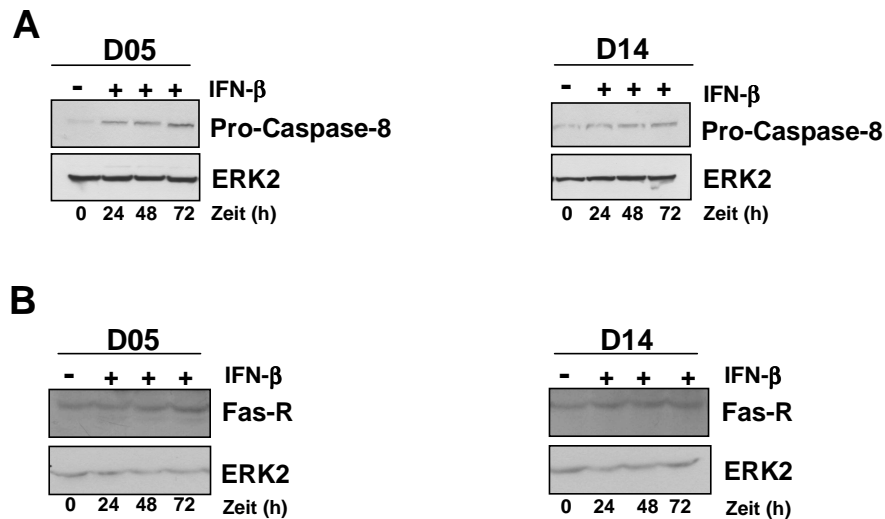 A
D05
- + + + IFN-β
Pro-Caspase-8
ERK2
0 24 48 72 Zeit (h)
D14
- + + + IFN-β
Pro-Caspase-8
ERK2
0 24 48 72 Zeit (h)
B
D05
- + + + IFN-β
Fas-R
ERK2
0 24 48 72 Zeit (h)
D14
- + + + IFN-β
Fas-R
ERK2
0 24 48 72 Zeit (h)